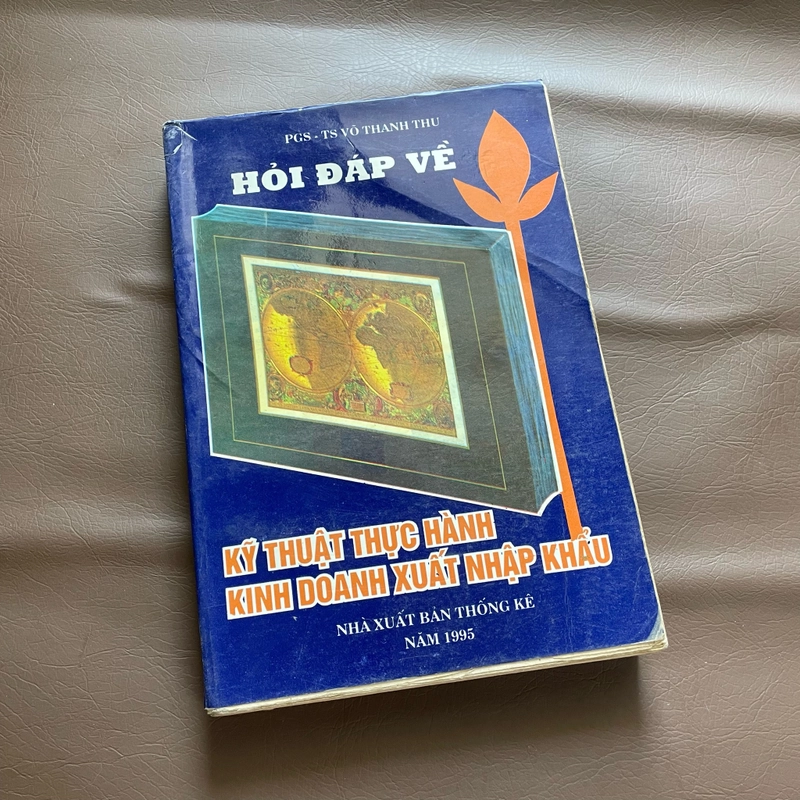 PGS - TS VÕ THANH THU
HỎI ĐÁP VỀ
KỸ THUẬT THỰC HÀNH
KINH DOANH XUẤT NHẬP KHẨU
NHÀ XUẤT BẢN THỐNG KÊ
NĂM 1995